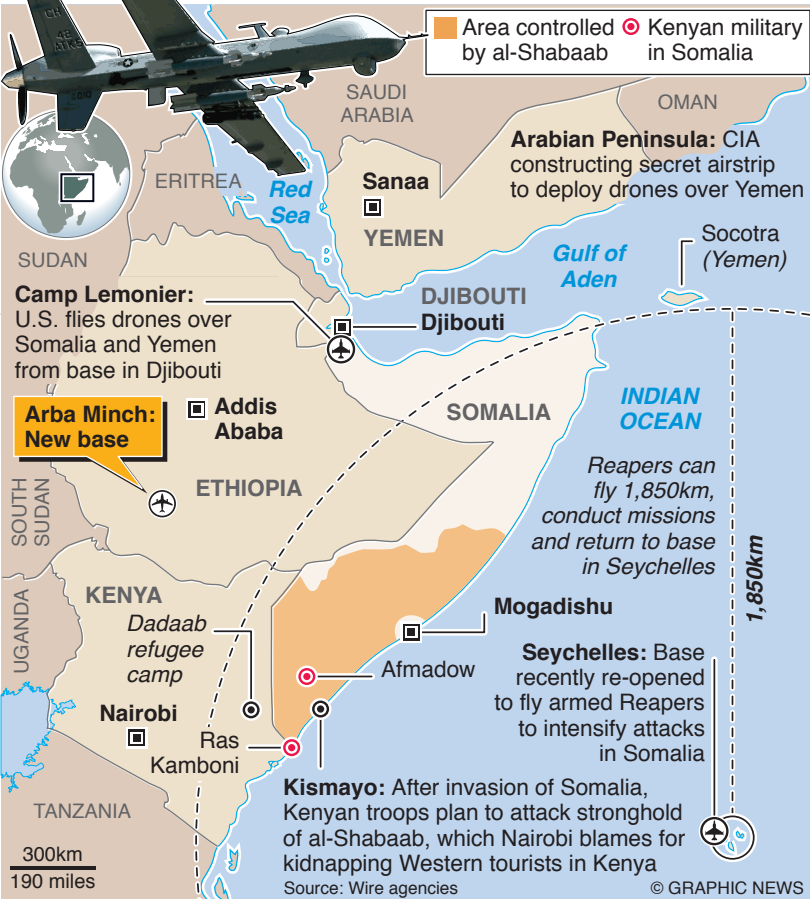 CH
42
ATKS
Area controlled
by al-Shabaab
Kenyan military
in Somalia
SAUDI
ARABIA
OMAN
Arabian Peninsula: CIA
constructing secret airstrip
to deploy drones over Yemen
ERITREA
Red
Sea
Sanaa
YEMEN
SUDAN
Gulf of
Aden
Socotra
(Yemen)
Camp Lemonier:
U.S. flies drones over
Somalia and Yemen
from base in Djibouti
DJIBOUTI
Djibouti
Arba Minch:
New base
Addis
Ababa
SOMALIA
INDIAN
OCEAN
ETHIOPIA
SOUTH
SUDAN
Reapers can
fly 1,850km,
conduct missions
and return to base
in Seychelles
1,850km
UGANDA
KENYA
Dadaab
refugee
camp
Mogadishu
Afmadow
Seychelles: Base
recently re-opened
to fly armed Reapers
to intensify attacks
in Somalia
Nairobi
Ras
Kamboni
Kismayo: After invasion of Somalia,
Kenyan troops plan to attack stronghold
of al-Shabaab, which Nairobi blames for
kidnapping Western tourists in Kenya
TANZANIA
300km
190 miles
Source: Wire agencies
© GRAPHIC NEWS